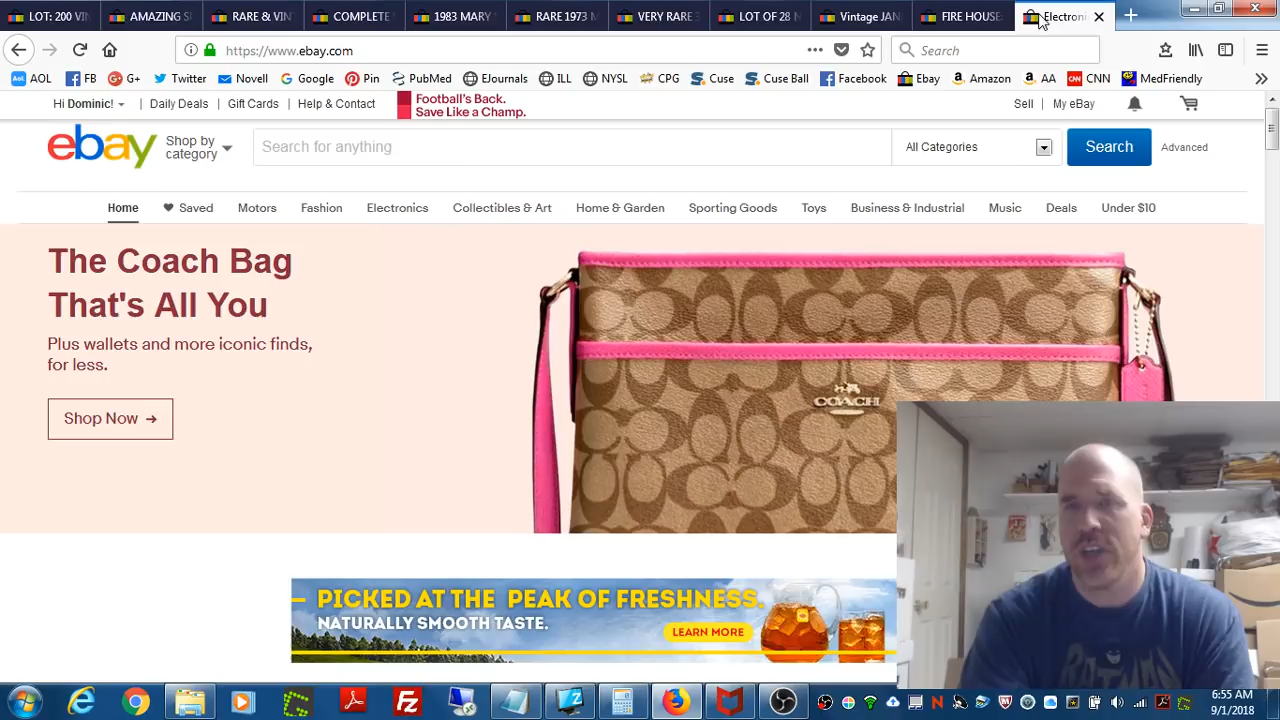 LOT: 200 VIN
AMAZING S
RARE & VIN
COMPLETE
1983 MARY
RARE 1973 M
VERY RARE
LOT OF 28 N
Vintage JAN
FIRE HOUSE
Electroni
https://www.ebay.com
Search
AOL
FB
G+
Twitter
Novell
Google
Pin
PubMed
EJournals
ILL
NYSL
CPG
Cuse
Cuse Ball
Facebook
Ebay
Amazon
AA
CNN
MedFriendly
Hi Dominic!
Daily Deals
Gift Cards
Help & Contact
Football's Back.
Save Like a Champ.
Sell
My eBay
ebay
Shop by
category
Search for anything
All Categories
Search
Advanced
Home
Saved
Motors
Fashion
Electronics
Collectibles & Art
Home & Garden
Sporting Goods
Toys
Business & Industrial
Music
Deals
Under $10
The Coach Bag
That's All You
Plus wallets and more iconic finds,
for less.
Shop Now
COACH
PICKED AT THE PEAK OF FRESHNESS.
NATURALLY SMOOTH TASTE.
LEARN MORE
BATMAN
6:55 AM
9/1/2018